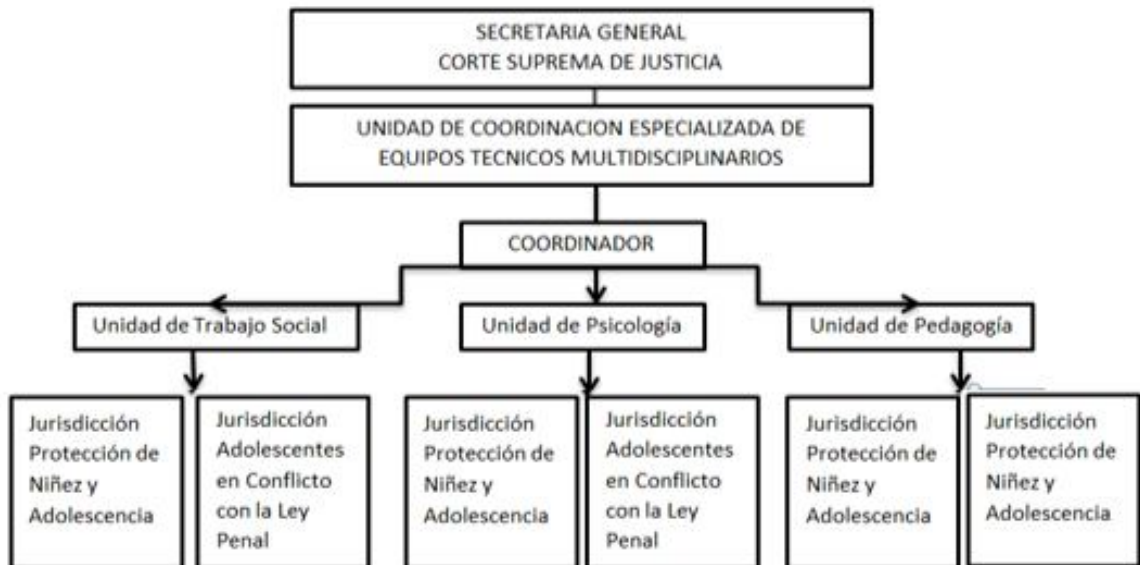 SECRETARIA GENERAL
CORTE SUPREMA DE JUSTICIA
UNIDAD DE COORDINACION ESPECIALIZADA DE
EQUIPOS TECNICOS MULTIDISCIPLINARIOS
COORDINADOR
Unidad de Trabajo Social
Unidad de Psicología
Unidad de Pedagogía
Jurisdicción
Protección de
Niñez y
Adolescencia
Jurisdicción
Adolescentes
en Conflicto
con la Ley
Penal
Jurisdicción
Protección de
Niñez y
Adolescencia
Jurisdicción
Adolescentes
en Conflicto
con la Ley
Penal
Jurisdicción
Protección de
Niñez y
Adolescencia
Jurisdicción
Protección de
Niñez y
Adolescencia